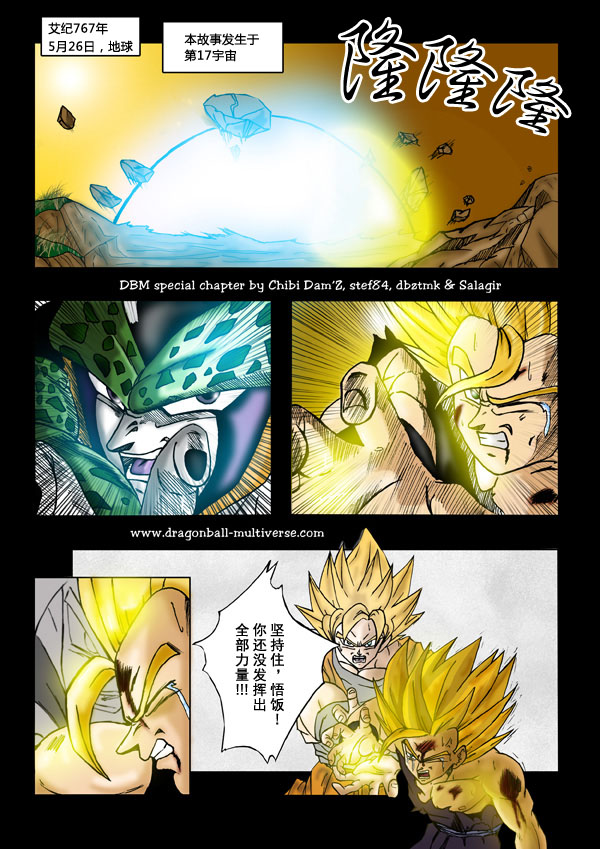 艾纪767年
5月26日，地球
本故事发生于
第17宇宙
隆隆隆
DBM special chapter by Chibi Dam'Z, stef84, dbztmk & Salagir
www.dragonball-multiverse.com
坚持住，悟饭！
你还没发挥出
全部力量!!!